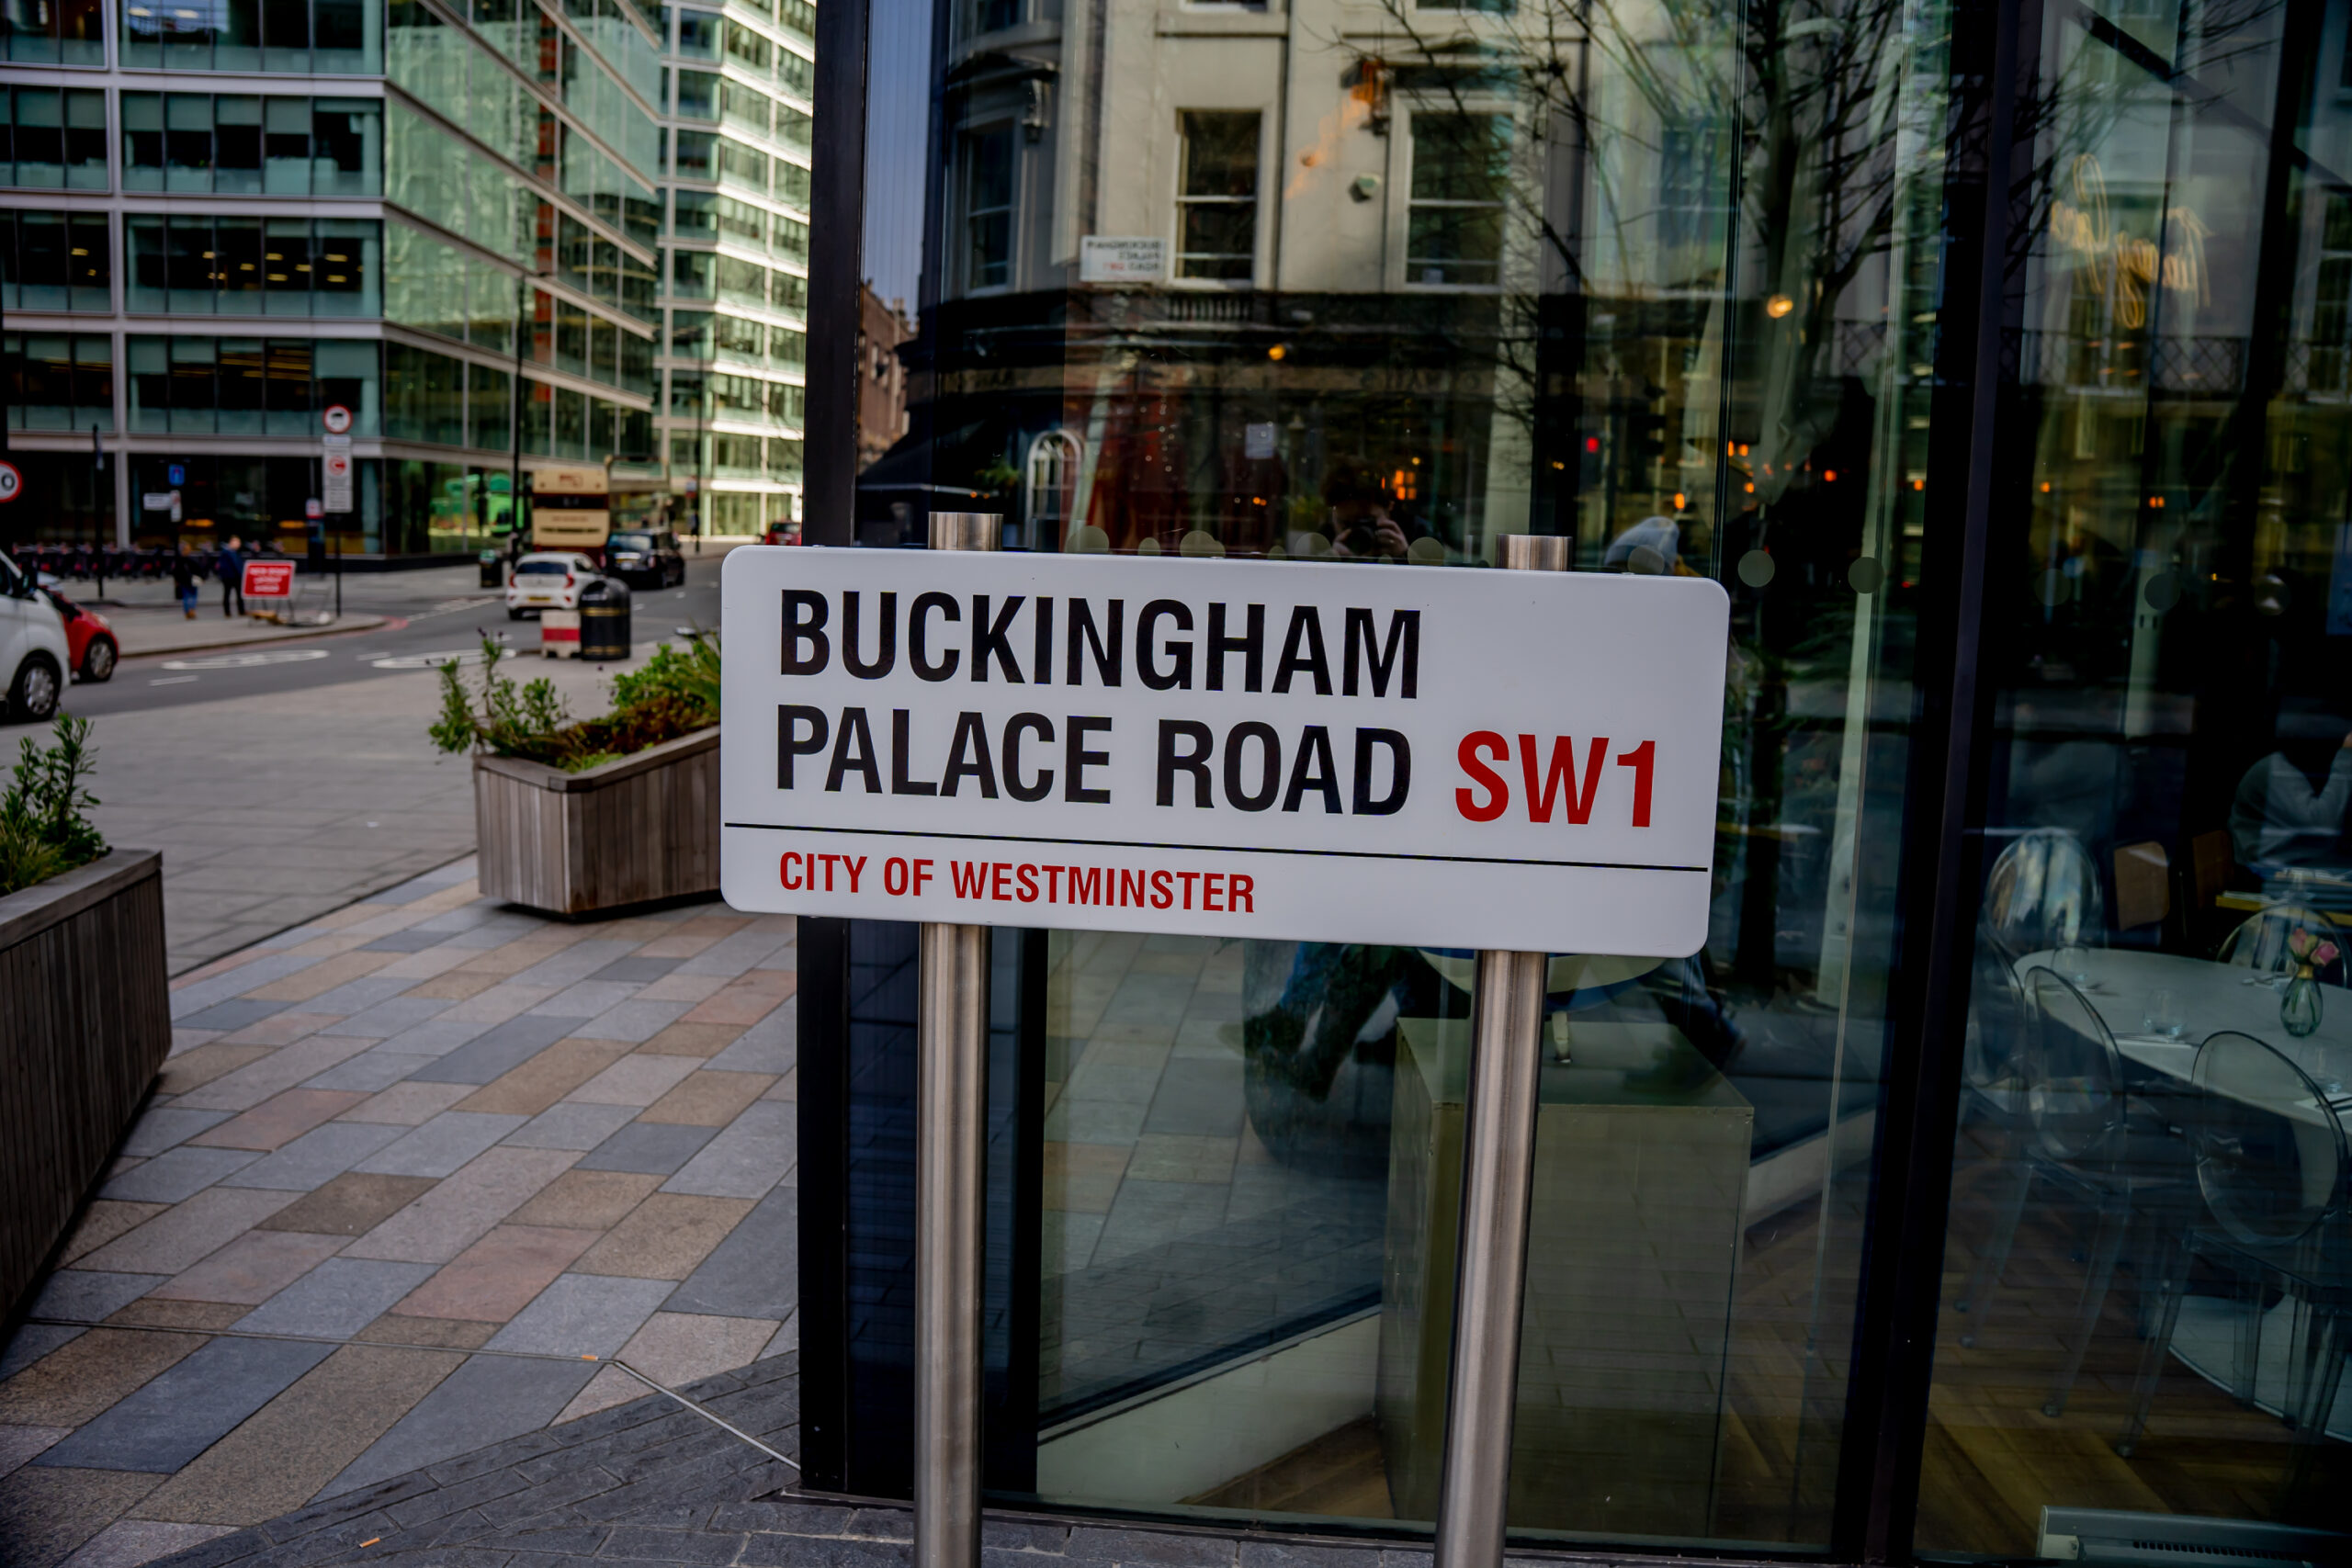 BUCKINGHAM
PALACE ROAD SW1
CITY OF WESTMINSTER